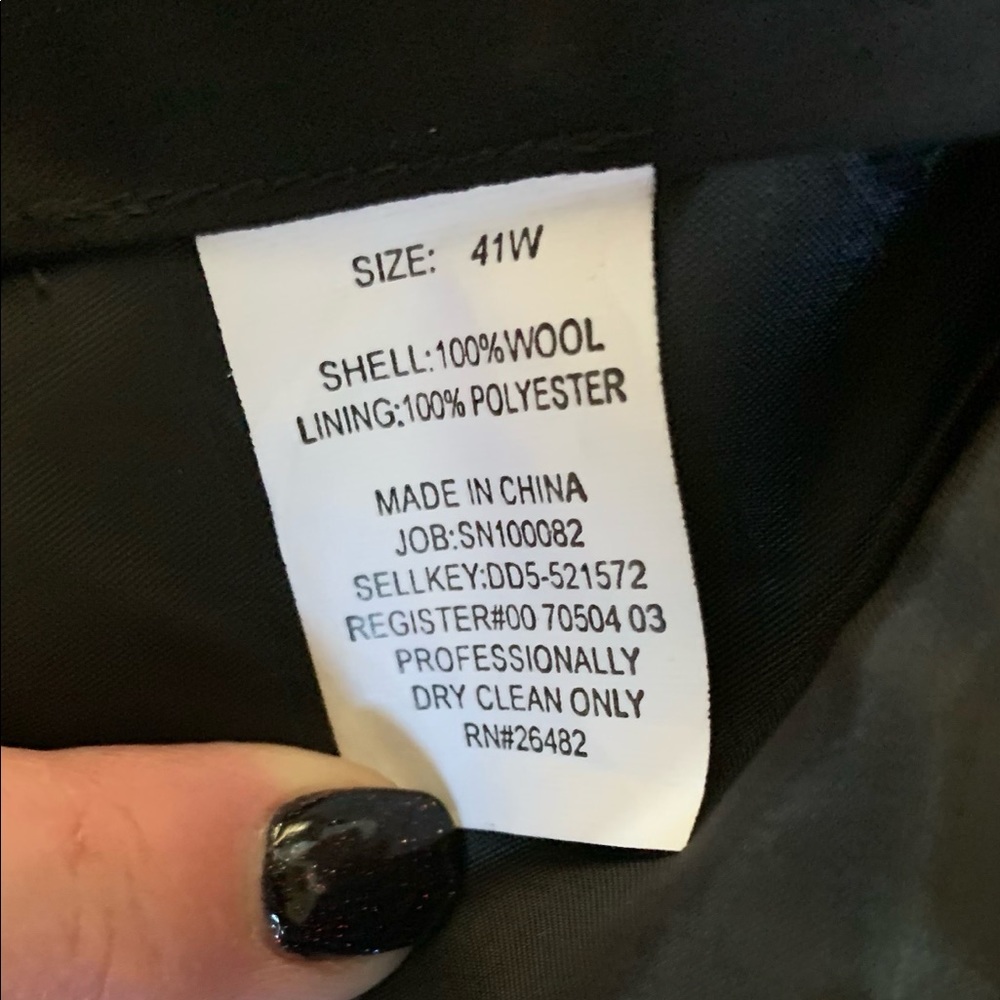 SIZE: 41W
SHELL:100%WOOL
LINING:100% POLYESTER
MADE IN CHINA
JOB:SN100082
SELLKEY:DD5-521572
REGISTER#00 70504 03
PROFESSIONALLY
DRY CLEAN ONLY
RN#26482